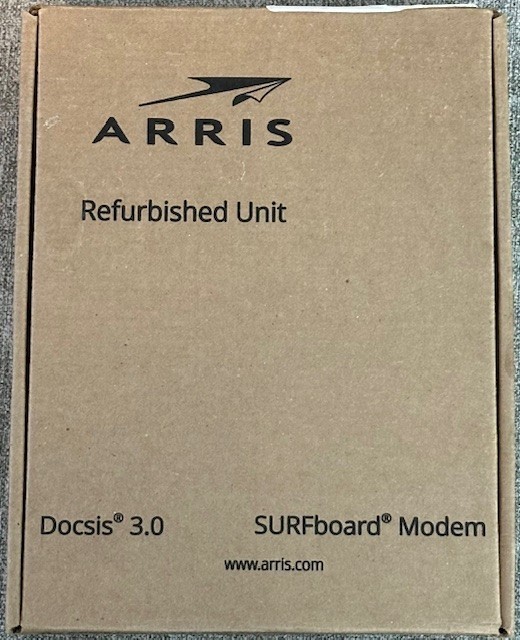 ARRIS
Refurbished Unit
Docsis® 3.0 SURFboard® Modem
www.arris.com